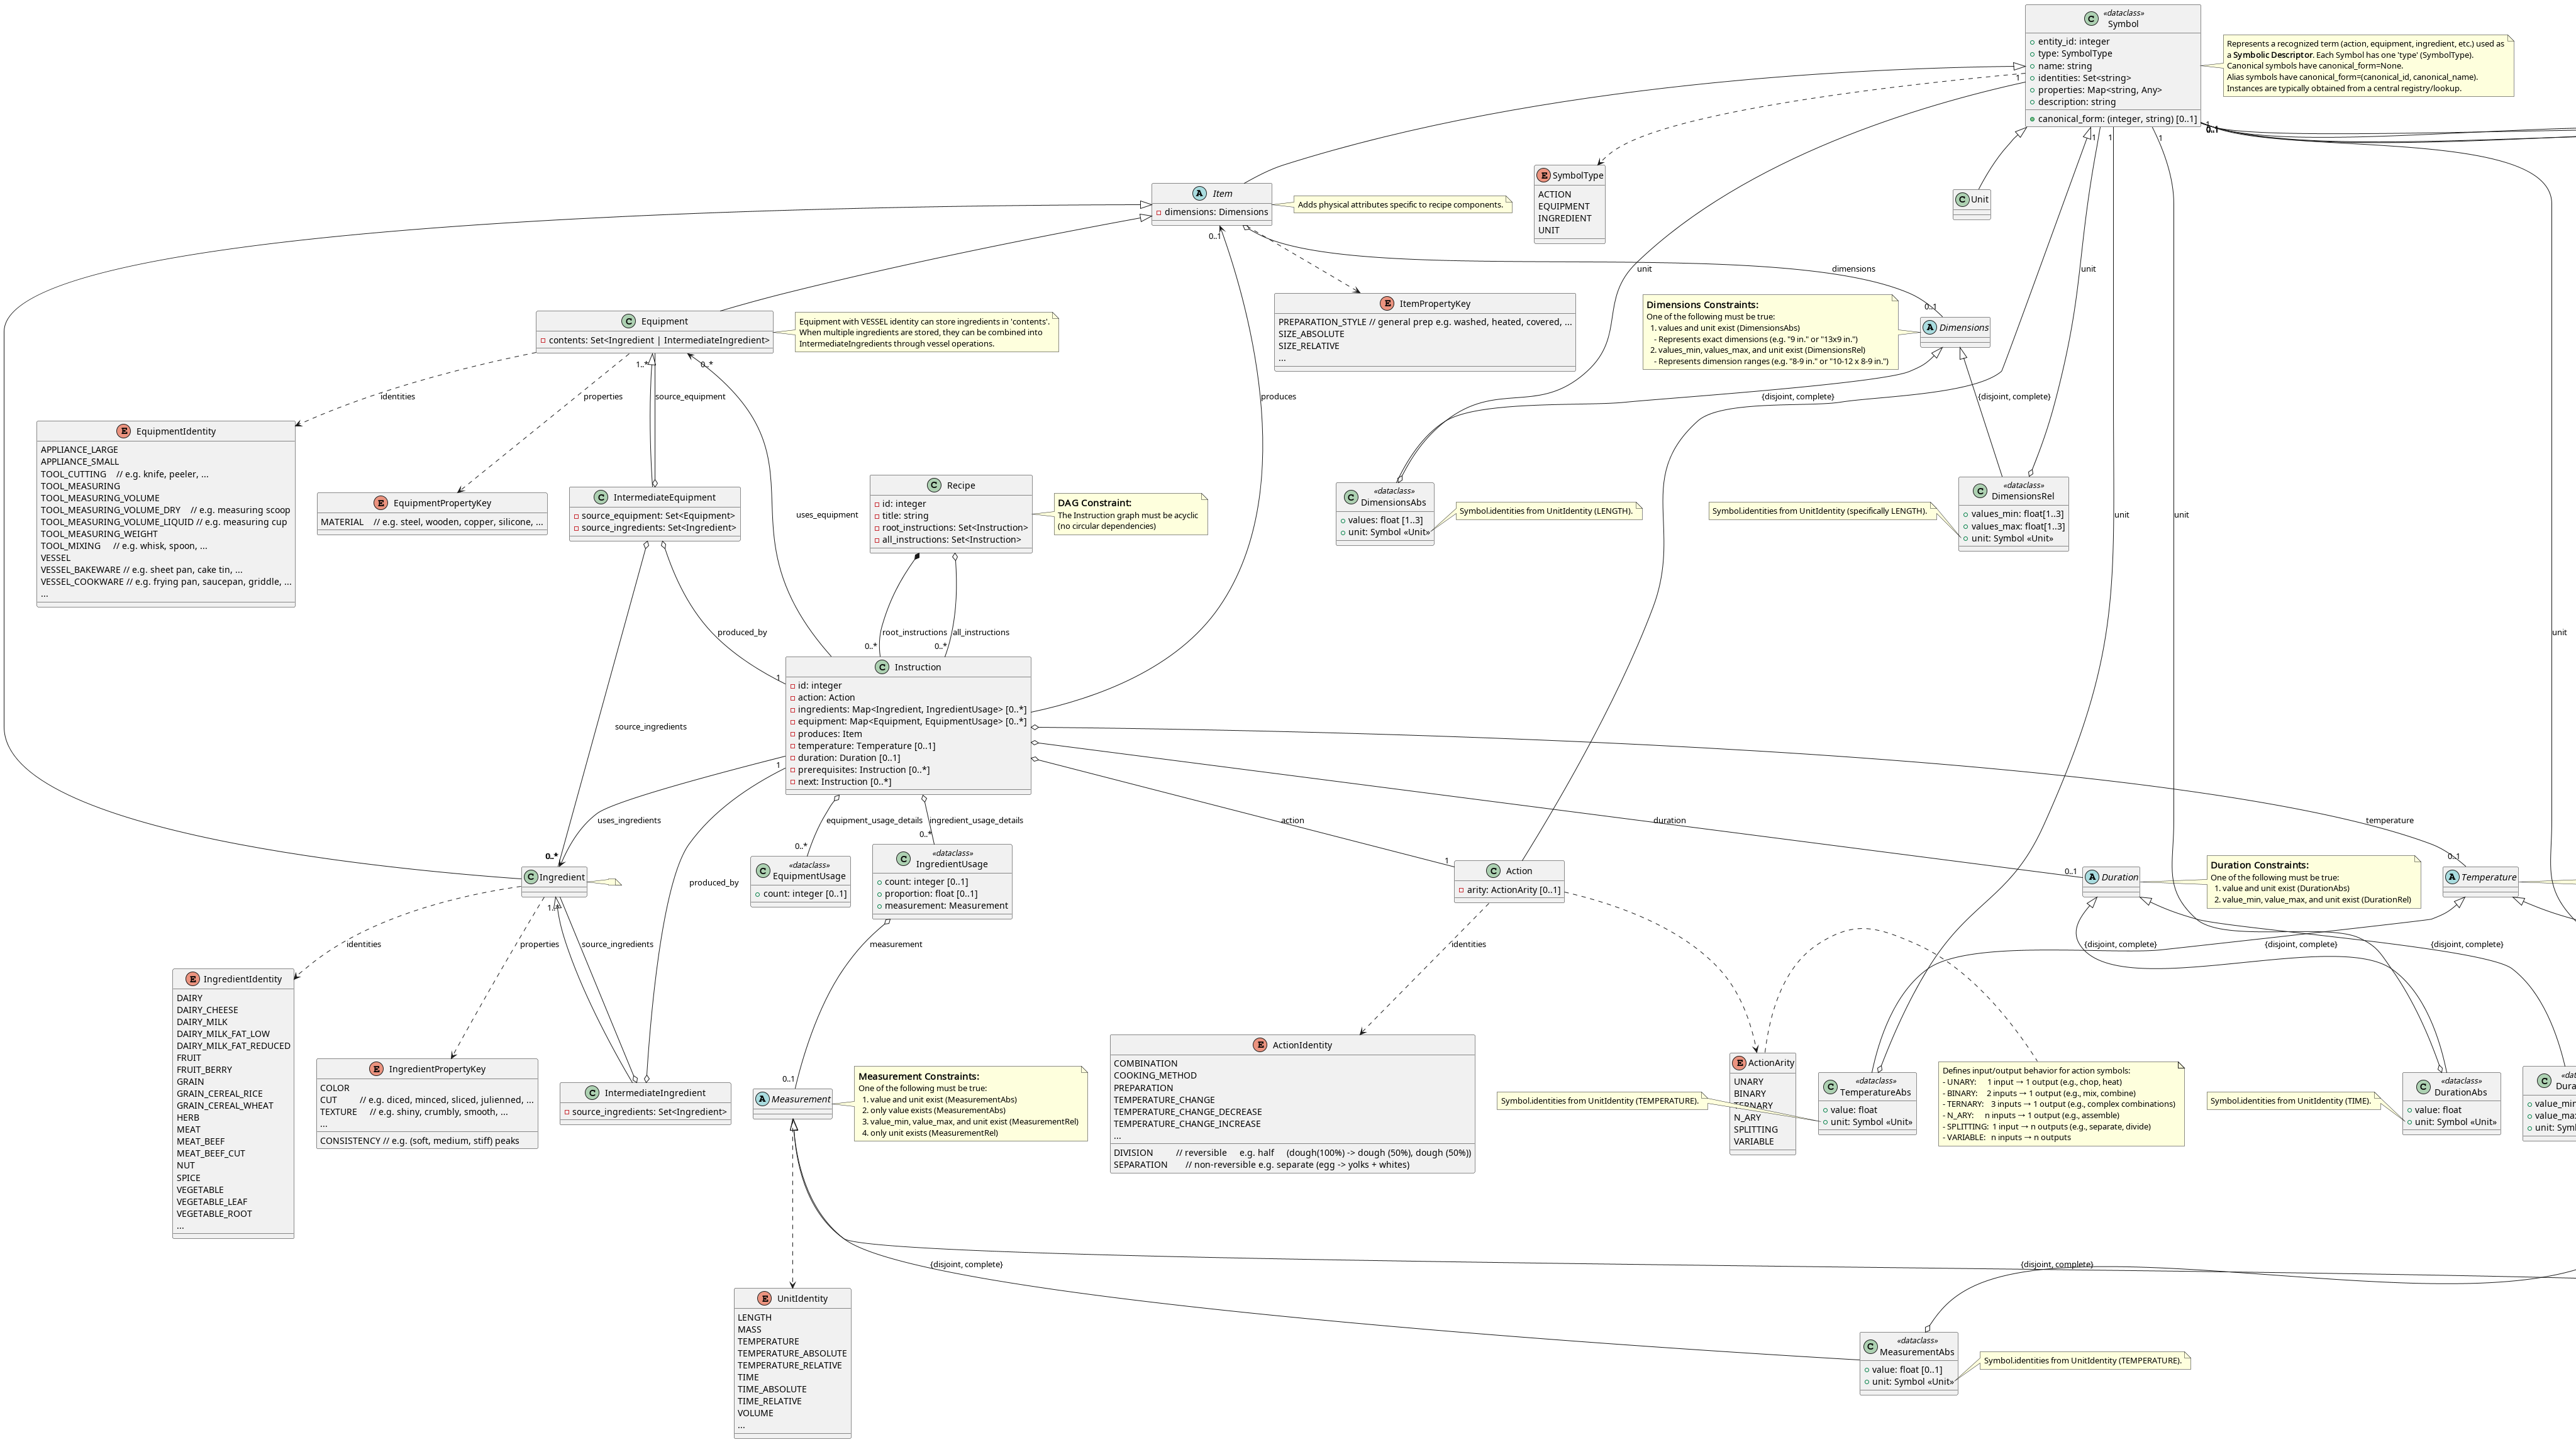 «dataclass»
Symbol
entity_id: integer
type: SymbolType
name: string
identities: Set<string>
properties: Map<string, Any>
description: string
canonical_form: (integer, string) [0..1]
Represents a recognized term (action, equipment, ingredient, etc.) used as
a Symbolic Descriptor. Each Symbol has one 'type' (SymbolType).
Canonical symbols have canonical_form=None.
Alias symbols have canonical_form=(canonical_id, canonical_name).
Instances are typically obtained from a central registry/lookup.
1
1
1
1
1
0..1
SymbolType
ACTION
EQUIPMENT
INGREDIENT
UNIT
Unit
Item
dimensions: Dimensions
Adds physical attributes specific to recipe components.
0..1
unit
dimensions
unit
ItemPropertyKey
PREPARATION_STYLE // general prep e.g. washed, heated, covered, ...
SIZE_ABSOLUTE
SIZE_RELATIVE
...
Dimensions Constraints:
One of the following must be true:
1. values and unit exist (DimensionsAbs)
- Represents exact dimensions (e.g. "9 in." or "13x9 in.")
2. values_min, values_max, and unit exist (DimensionsRel)
- Represents dimension ranges (e.g. "8-9 in." or "10-12 x 8-9 in.")
0..1
Dimensions
Equipment
contents: Set<Ingredient | IntermediateIngredient>
Equipment with VESSEL identity can store ingredients in 'contents'.
When multiple ingredients are stored, they can be combined into
IntermediateIngredients through vessel operations.
1..*
0..*
identities
properties
source_equipment
produces
{disjoint, complete}
{disjoint, complete}
EquipmentIdentity
APPLIANCE_LARGE
APPLIANCE_SMALL
TOOL_CUTTING // e.g. knife, peeler, ...
TOOL_MEASURING
TOOL_MEASURING_VOLUME
TOOL_MEASURING_VOLUME_DRY // e.g. measuring scoop
TOOL_MEASURING_VOLUME_LIQUID // e.g. measuring cup
TOOL_MEASURING_WEIGHT
TOOL_MIXING // e.g. whisk, spoon, ...
VESSEL
VESSEL_BAKEWARE // e.g. sheet pan, cake tin, ...
VESSEL_COOKWARE // e.g. frying pan, saucepan, griddle, ...
...
EquipmentPropertyKey
MATERIAL // e.g. steel, wooden, copper, silicone, ...
IntermediateEquipment
source_equipment: Set<Equipment>
source_ingredients: Set<Ingredient>
uses_equipment
Recipe
id: integer
title: string
root_instructions: Set<Instruction>
all_instructions: Set<Instruction>
DAG Constraint:
The Instruction graph must be acyclic
(no circular dependencies)
«dataclass»
DimensionsAbs
values: float [1..3]
unit: Symbol «Unit»
Symbol.identities from UnitIdentity (LENGTH).
Symbol.identities from UnitIdentity (specifically LENGTH).
«dataclass»
DimensionsRel
values_min: float[1..3]
values_max: float[1..3]
unit: Symbol «Unit»
unit
unit
unit
produced_by
root_instructions
all_instructions
0..*
0..*
1
Instruction
id: integer
action: Action
ingredients: Map<Ingredient, IngredientUsage> [0..*]
equipment: Map<Equipment, EquipmentUsage> [0..*]
produces: Item
temperature: Temperature [0..1]
duration: Duration [0..1]
prerequisites: Instruction [0..*]
next: Instruction [0..*]
1
source_ingredients
uses_ingredients
equipment_usage_details
ingredient_usage_details
action
duration
temperature
0..*
0..*
0..*
1
0..1
0..1
Ingredient
«dataclass»
EquipmentUsage
count: integer [0..1]
«dataclass»
IngredientUsage
count: integer [0..1]
proportion: float [0..1]
measurement: Measurement
Action
arity: ActionArity [0..1]
Duration
Duration Constraints:
One of the following must be true:
1. value and unit exist (DurationAbs)
2. value_min, value_max, and unit exist (DurationRel)
Temperature
1..*
produced_by
identities
properties
source_ingredients
measurement
identities
{disjoint, complete}
{disjoint, complete}
{disjoint, complete}
IngredientIdentity
DAIRY
DAIRY_CHEESE
DAIRY_MILK
DAIRY_MILK_FAT_LOW
DAIRY_MILK_FAT_REDUCED
FRUIT
FRUIT_BERRY
GRAIN
GRAIN_CEREAL_RICE
GRAIN_CEREAL_WHEAT
HERB
MEAT
MEAT_BEEF
MEAT_BEEF_CUT
NUT
SPICE
VEGETABLE
VEGETABLE_LEAF
VEGETABLE_ROOT
...
IngredientPropertyKey
COLOR
CUT // e.g. diced, minced, sliced, julienned, ...
TEXTURE // e.g. shiny, crumbly, smooth, ...
...
CONSISTENCY // e.g. (soft, medium, stiff) peaks
IntermediateIngredient
source_ingredients: Set<Ingredient>
0..1
Measurement
Measurement Constraints:
One of the following must be true:
1. value and unit exist (MeasurementAbs)
2. only value exists (MeasurementAbs)
3. value_min, value_max, and unit exist (MeasurementRel)
4. only unit exists (MeasurementRel)
ActionIdentity
COMBINATION
COOKING_METHOD
PREPARATION
TEMPERATURE_CHANGE
TEMPERATURE_CHANGE_DECREASE
TEMPERATURE_CHANGE_INCREASE
...
DIVISION // reversible e.g. half (dough(100%) -> dough (50%), dough (50%))
SEPARATION // non-reversible e.g. separate (egg -> yolks + whites)
Symbol.identities from UnitIdentity (TEMPERATURE).
ActionArity
UNARY
BINARY
TERNARY
N_ARY
SPLITTING
VARIABLE
«dataclass»
TemperatureAbs
value: float
unit: Symbol «Unit»
Defines input/output behavior for action symbols:
- UNARY: 1 input → 1 output (e.g., chop, heat)
- BINARY: 2 inputs → 1 output (e.g., mix, combine)
- TERNARY: 3 inputs → 1 output (e.g., complex combinations)
- N_ARY: n inputs → 1 output (e.g., assemble)
- SPLITTING: 1 input → n outputs (e.g., separate, divide)
- VARIABLE: n inputs → n outputs
Symbol.identities from UnitIdentity (TIME).
«dataclass»
DurationAbs
value: float
unit: Symbol «Unit»
{disjoint, complete}
{disjoint, complete}
UnitIdentity
LENGTH
MASS
TEMPERATURE
TEMPERATURE_ABSOLUTE
TEMPERATURE_RELATIVE
TIME
TIME_ABSOLUTE
TIME_RELATIVE
VOLUME
...
«dataclass»
MeasurementAbs
value: float [0..1]
unit: Symbol «Unit»
Symbol.identities from UnitIdentity (TEMPERATURE).